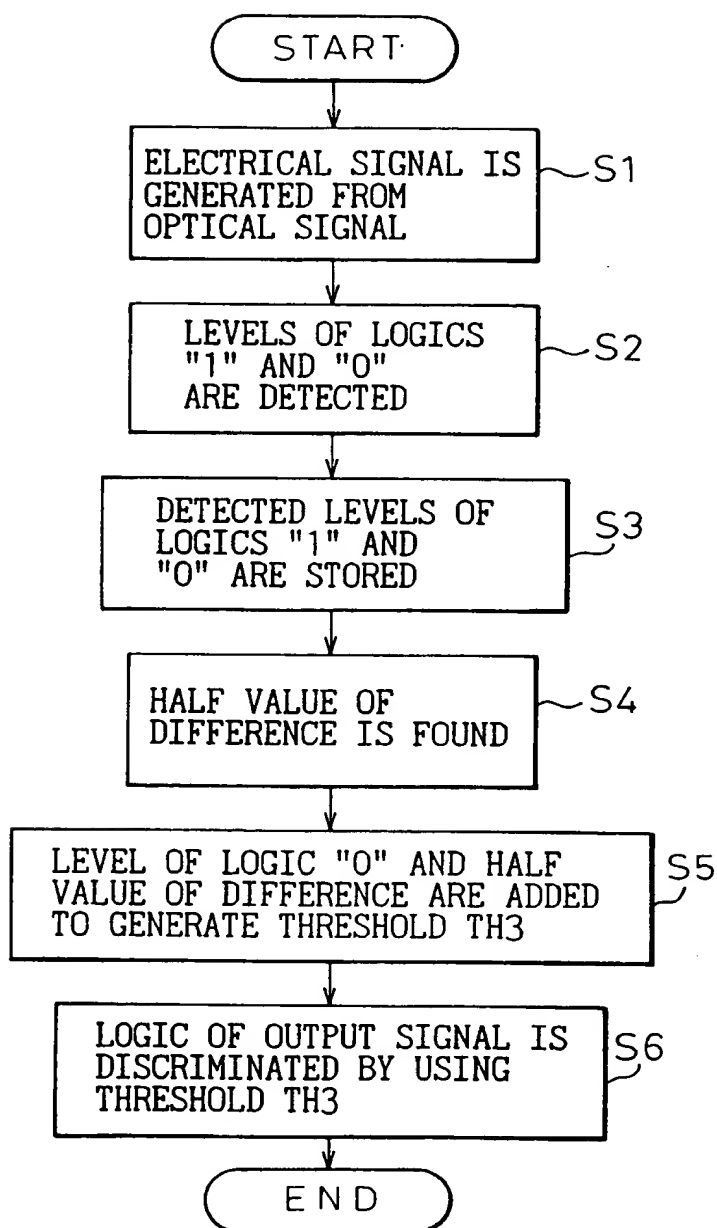 START
ELECTRICAL SIGNAL IS
GENERATED FROM
OPTICAL SIGNAL
S1
LEVELS OF LOGICS
"1" AND "0"
ARE DETECTED
S2
DETECTED LEVELS OF
LOGICS "1" AND
"0" ARE STORED
S3
HALF VALUE OF
DIFFERENCE IS FOUND
S4
LEVEL OF LOGIC "0" AND HALF
VALUE OF DIFFERENCE ARE ADDED
TO GENERATE THRESHOLD TH3
S5
LOGIC OF OUTPUT SIGNAL IS
DISCRIMINATED BY USING
THRESHOLD TH3
S6
END